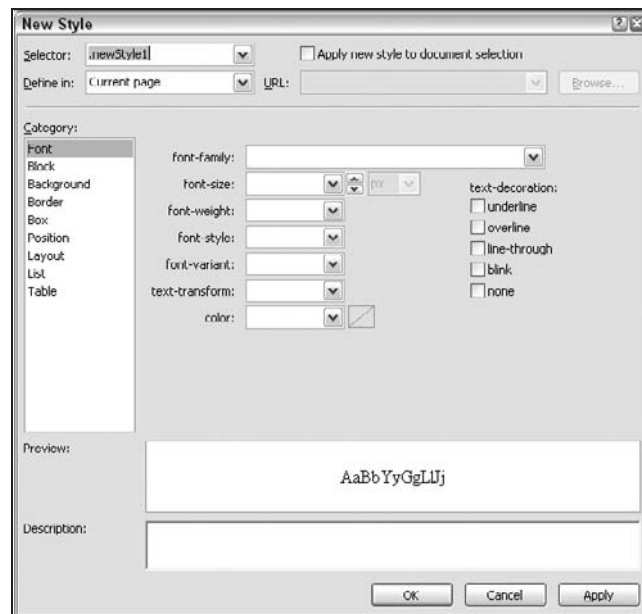 New Style
Selector: .newStyle1
Apply new style to document selection
Define in: Current page
URL:
Browse...
Category:
Font
Block
Background
Border
Box
Position
Layout
List
Table
font-family:
font-size:
px
font-weight:
font-style:
font-variant:
text-transform:
color:
text-decoration:
underline
overline
line-through
blink
none
Preview:
AaBbYyGgLlJj
Description:
OK
Cancel
Apply